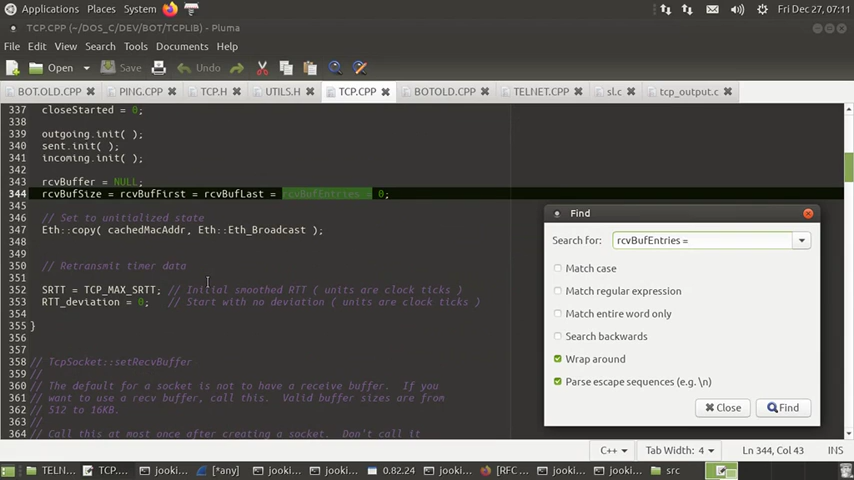 Applications Places System Fri Dec 27, 07:11
TCP.CPP (~/DOS_C/DEV/BOT/TCPLIB) - Pluma
File Edit View Search Tools Documents Help
Open Save Undo
BOT.OLD.CPP PING.CPP TCP.H UTILS.H TCP.CPP BOTOLD.CPP TELNET.CPP sl.c tcp_output.c
337 closeStarted = 0;
338
339 outgoing.init( );
340 sent.init( );
341 incoming.init( );
342
343 rcvBuffer = NULL;
344 rcvBufSize = rcvBufFirst = rcvBufLast = rcvBufEntries = 0;
345
346 // Set to unitialized state
347 Eth::copy( cachedMacAddr, Eth::Eth_Broadcast );
348
349
350 // Retransmit timer data
351
352 SRTT = TCP_MAX_SRTT; // Initial smoothed RTT ( units are clock ticks )
353 RTT_deviation = 0; // Start with no deviation ( units are clock ticks )
354
355 }
356
357
358 // TcpSocket::setRecvBuffer
359 //
360 // The default for a socket is not to have a receive buffer. If you
361 // want to use a recv buffer, call this. Valid buffer sizes are from
362 // 512 to 16KB.
363 //
364 // Call this at most once after creating a socket. Don't call it
Find
Search for: rcvBufEntries =
Match case
Match regular expression
Match entire word only
Search backwards
Wrap around
Parse escape sequences (e.g. \n)
Close Find
C++ Tab Width: 4 Ln 344, Col 43 INS
TELN... TCP.... jooki... [*any] jooki... 0.82.24 jooki... [RFC ... jooki... jooki... src